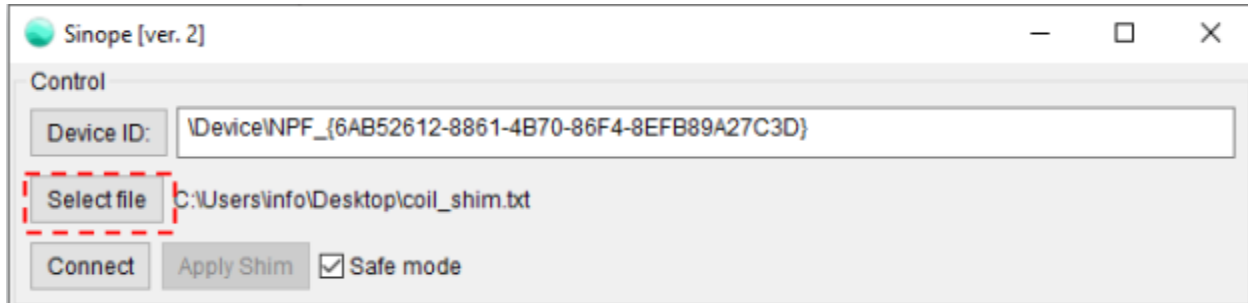 Sinope [ver. 2]
Control
Device ID: \Device\NPF_{6AB52612-8861-4B70-86F4-8EFB89A27C3D}
Select file C:\Users\info\Desktop\coil_shim.txt
Connect Apply Shim Safe mode